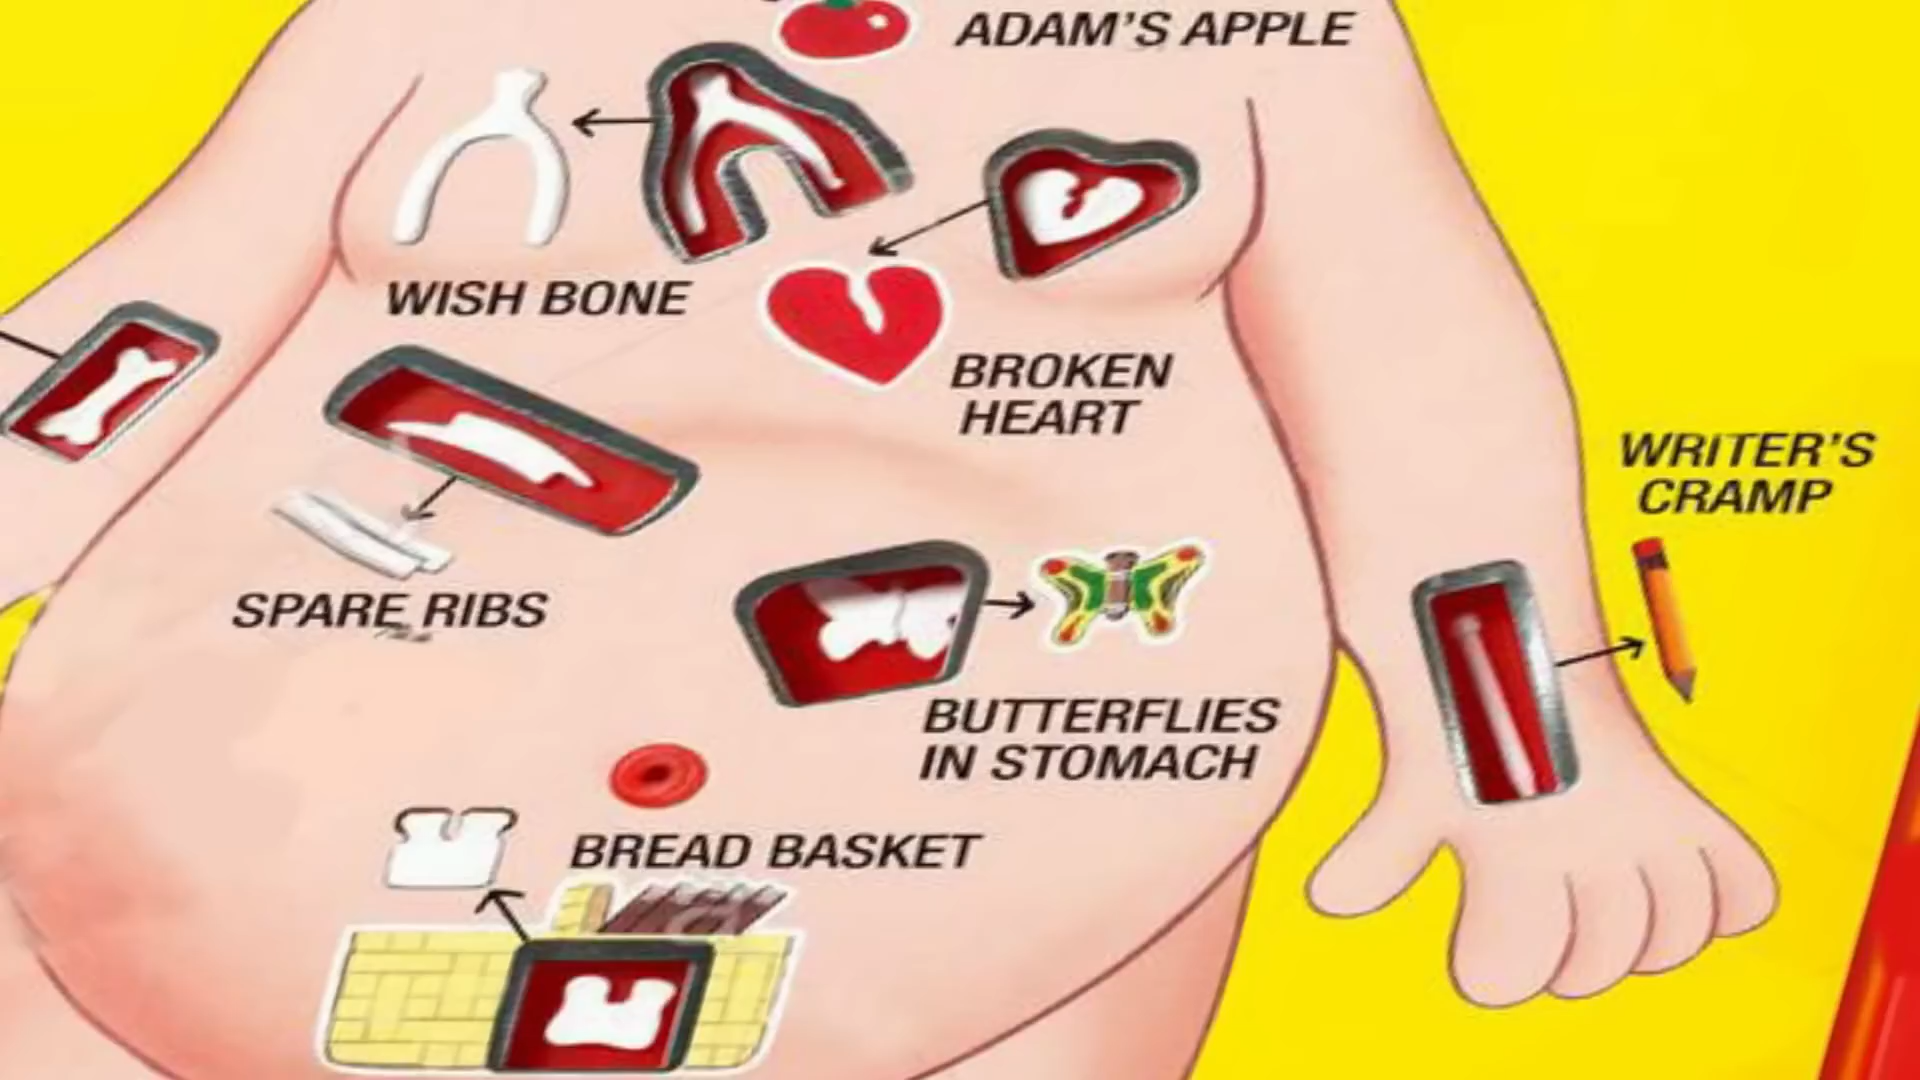 ADAM'S APPLE
WISH BONE
BROKEN
HEART
WRITER'S
CRAMP
SPARE RIBS
BUTTERFLIES
IN STOMACH
BREAD BASKET